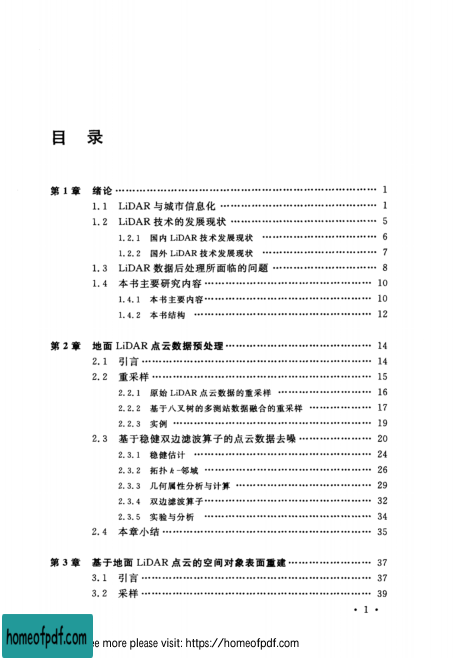 目 录
第1章 绪论 …… 1
1.1 LiDAR 与城市信息化 …… 1
1.2 LiDAR 技术的发展现状 …… 5
1.2.1 国内 LiDAR 技术发展现状 …… 6
1.2.2 国外 LiDAR 技术发展现状 …… 7
1.3 LiDAR 数据后处理所面临的问题 …… 8
1.4 本书主要研究内容 …… 10
1.4.1 本书主要内容 …… 10
1.4.2 本书结构 …… 12
第2章 地面 LiDAR 点云数据预处理 …… 14
2.1 引言 …… 14
2.2 重采样 …… 15
2.2.1 原始 LiDAR 点云数据的重采样 …… 16
2.2.2 基于八叉树的多测站数据融合的重采样 …… 17
2.2.3 实例 …… 19
2.3 基于稳健双边滤波算子的点云数据去噪 …… 20
2.3.1 稳健估计 …… 24
2.3.2 拓扑 k-邻域 …… 26
2.3.3 几何属性分析与计算 …… 29
2.3.4 双边滤波算子 …… 32
2.3.5 实验与分析 …… 34
2.4 本章小结 …… 35
第3章 基于地面 LiDAR 点云的空间对象表面重建 …… 37
3.1 引言 …… 37
3.2 采样 …… 39
• 1 •
homeofpdf.com
ee more please visit: https://homeofpdf.com